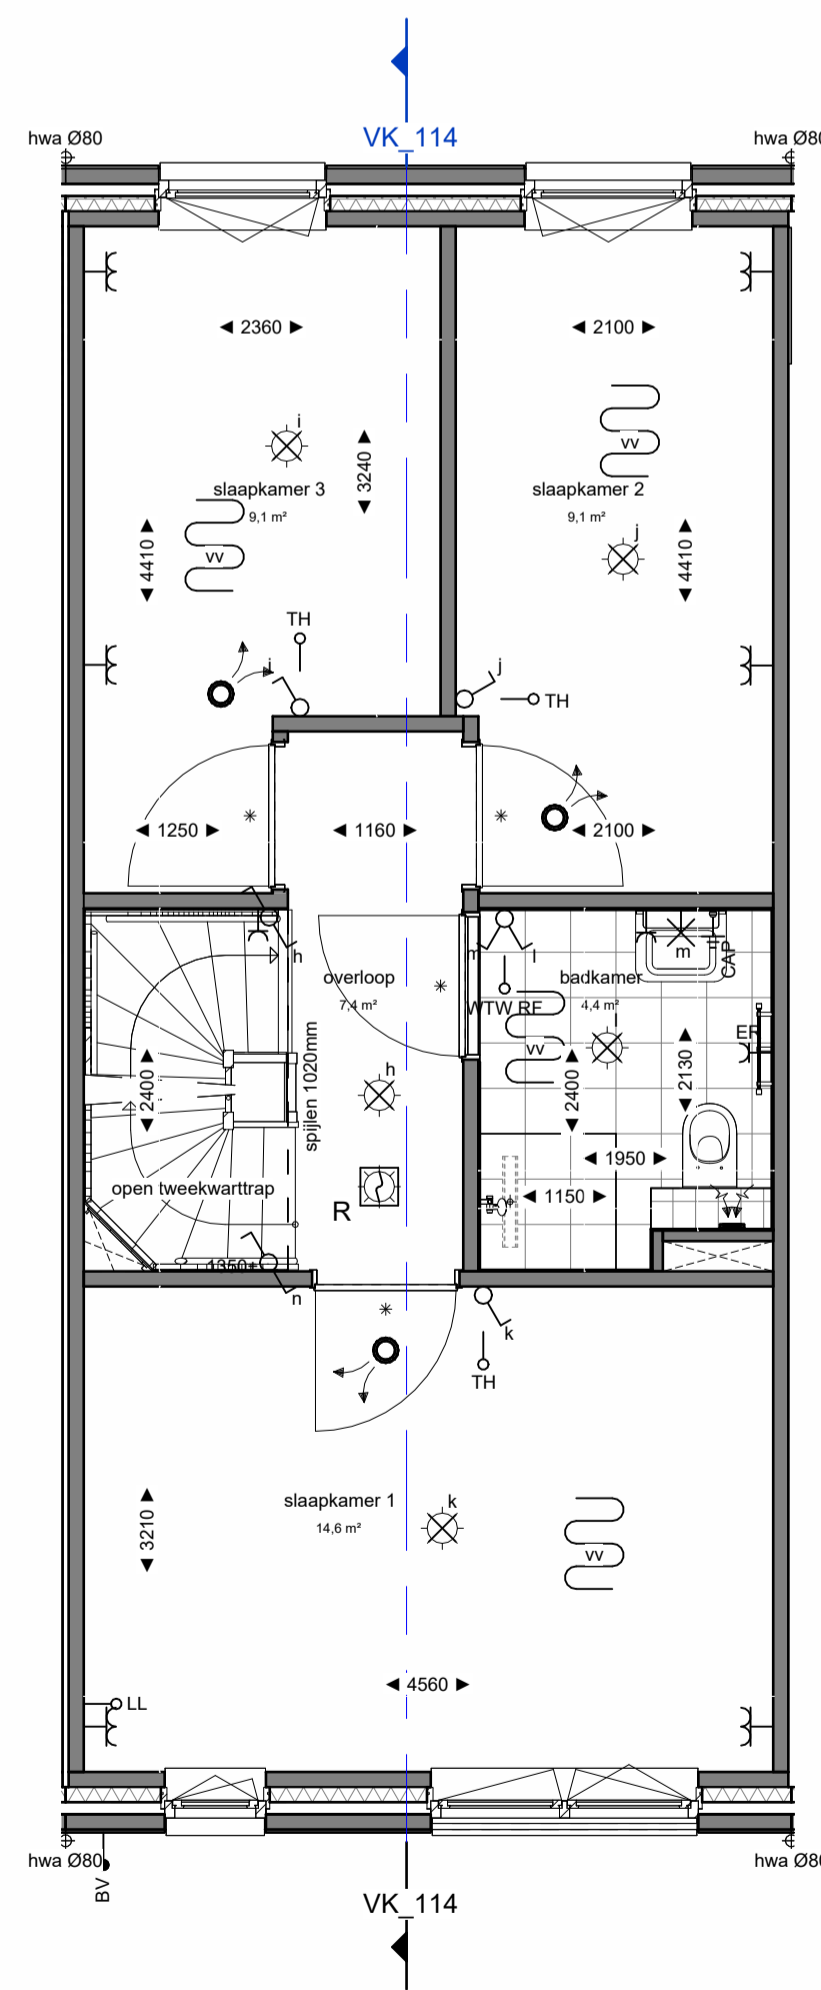 VK_114
hwa Ø80
hwa Ø80
2360
2100
i
3240
vv
slaapkamer 3
9,1 m²
slaapkamer 2
9,1 m²
j
4410
vv
4410
TH
i
j
TH
1250
1160
2100
h
m
l
overloop
7,4 m²
badkamer
4,4 m²
m
CAP
WTW RF
l
vv
ER
2400
spijlen 1020mm
h
2400
2130
open tweekwarttrap
1950
1150
R
1350+
n
k
TH
slaapkamer 1
14,6 m²
k
3210
vv
4560
LL
hwa Ø80
BV
hwa Ø80
VK_114